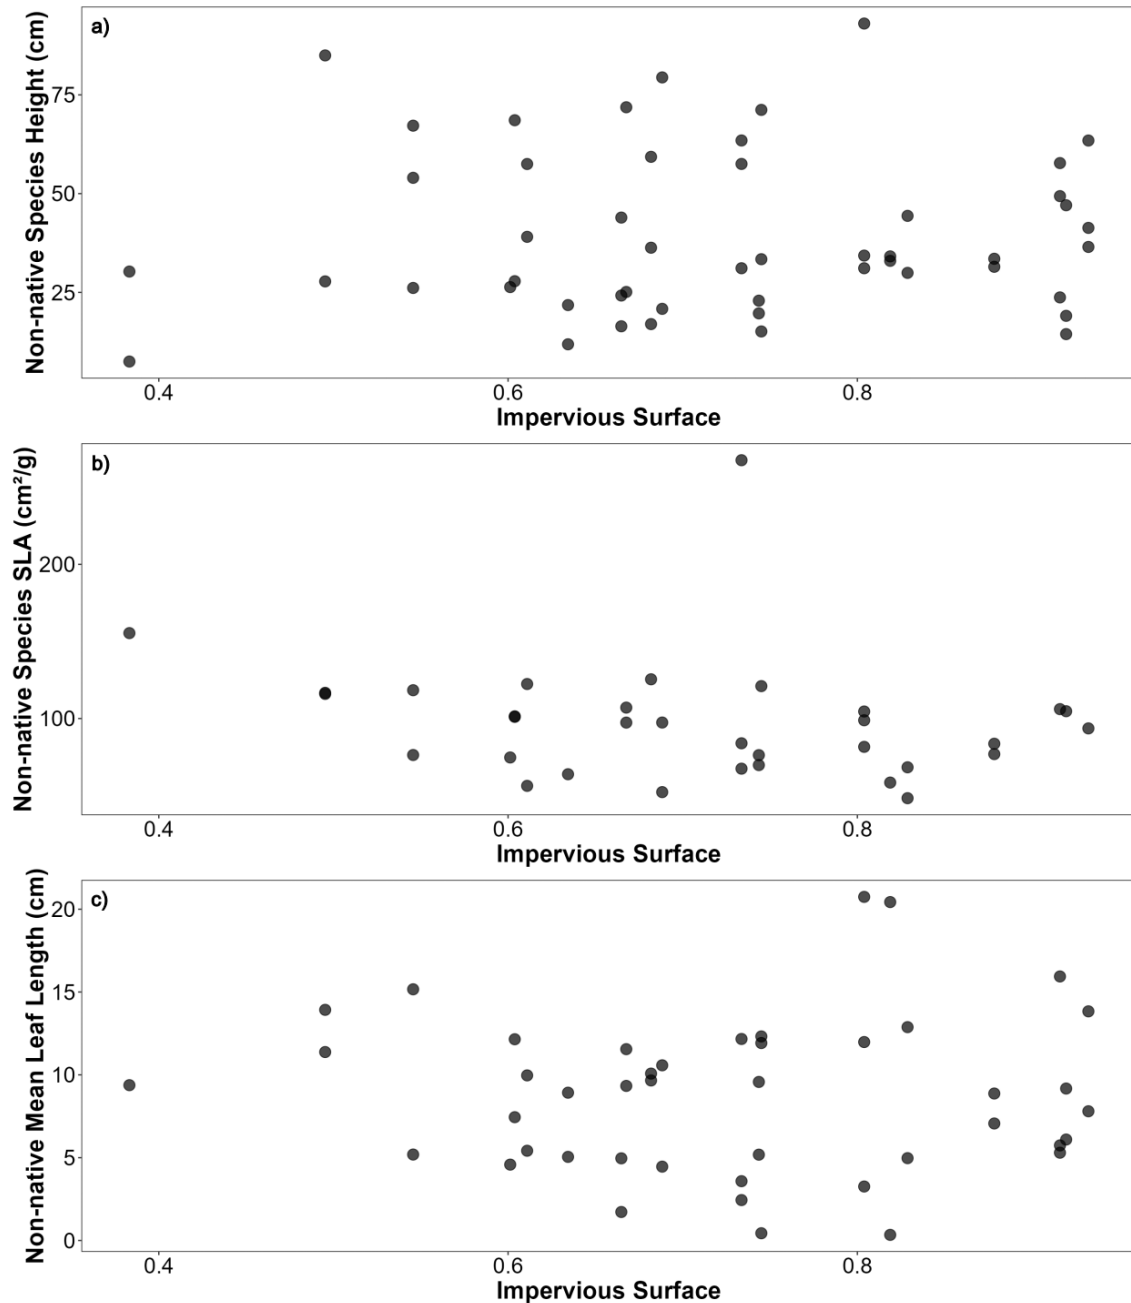 a)
Non-native Species Height (cm)
75
50
25
0.4 0.6 0.8
Impervious Surface
b)
Non-native Species SLA (cm²/g)
200
100
0.4 0.6 0.8
Impervious Surface
c)
Non-native Mean Leaf Length (cm)
20
15
10
5
0
0.4 0.6 0.8
Impervious Surface